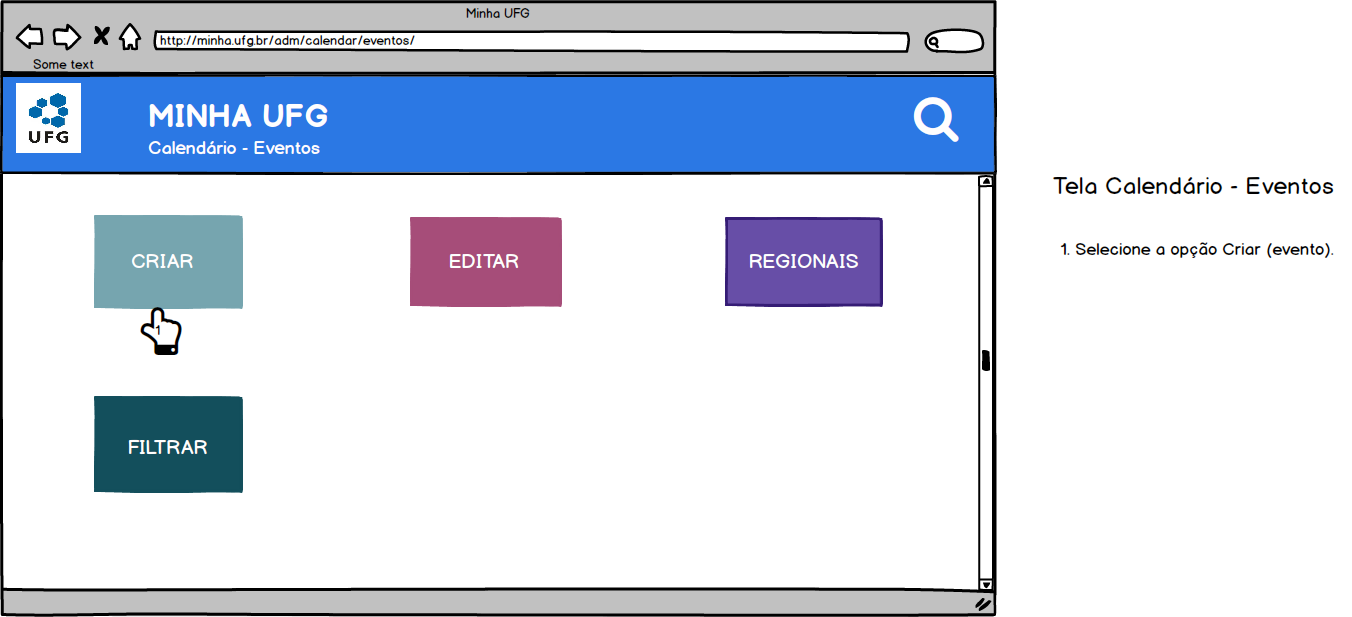 Minha UFG
http://minha.ufg.br/adm/calendar/eventos/
Some text
UFG
MINHA UFG
Calendário - Eventos
CRIAR
EDITAR
REGIONAIS
1
FILTRAR
Tela Calendário - Eventos
1. Selecione a opção Criar (evento).